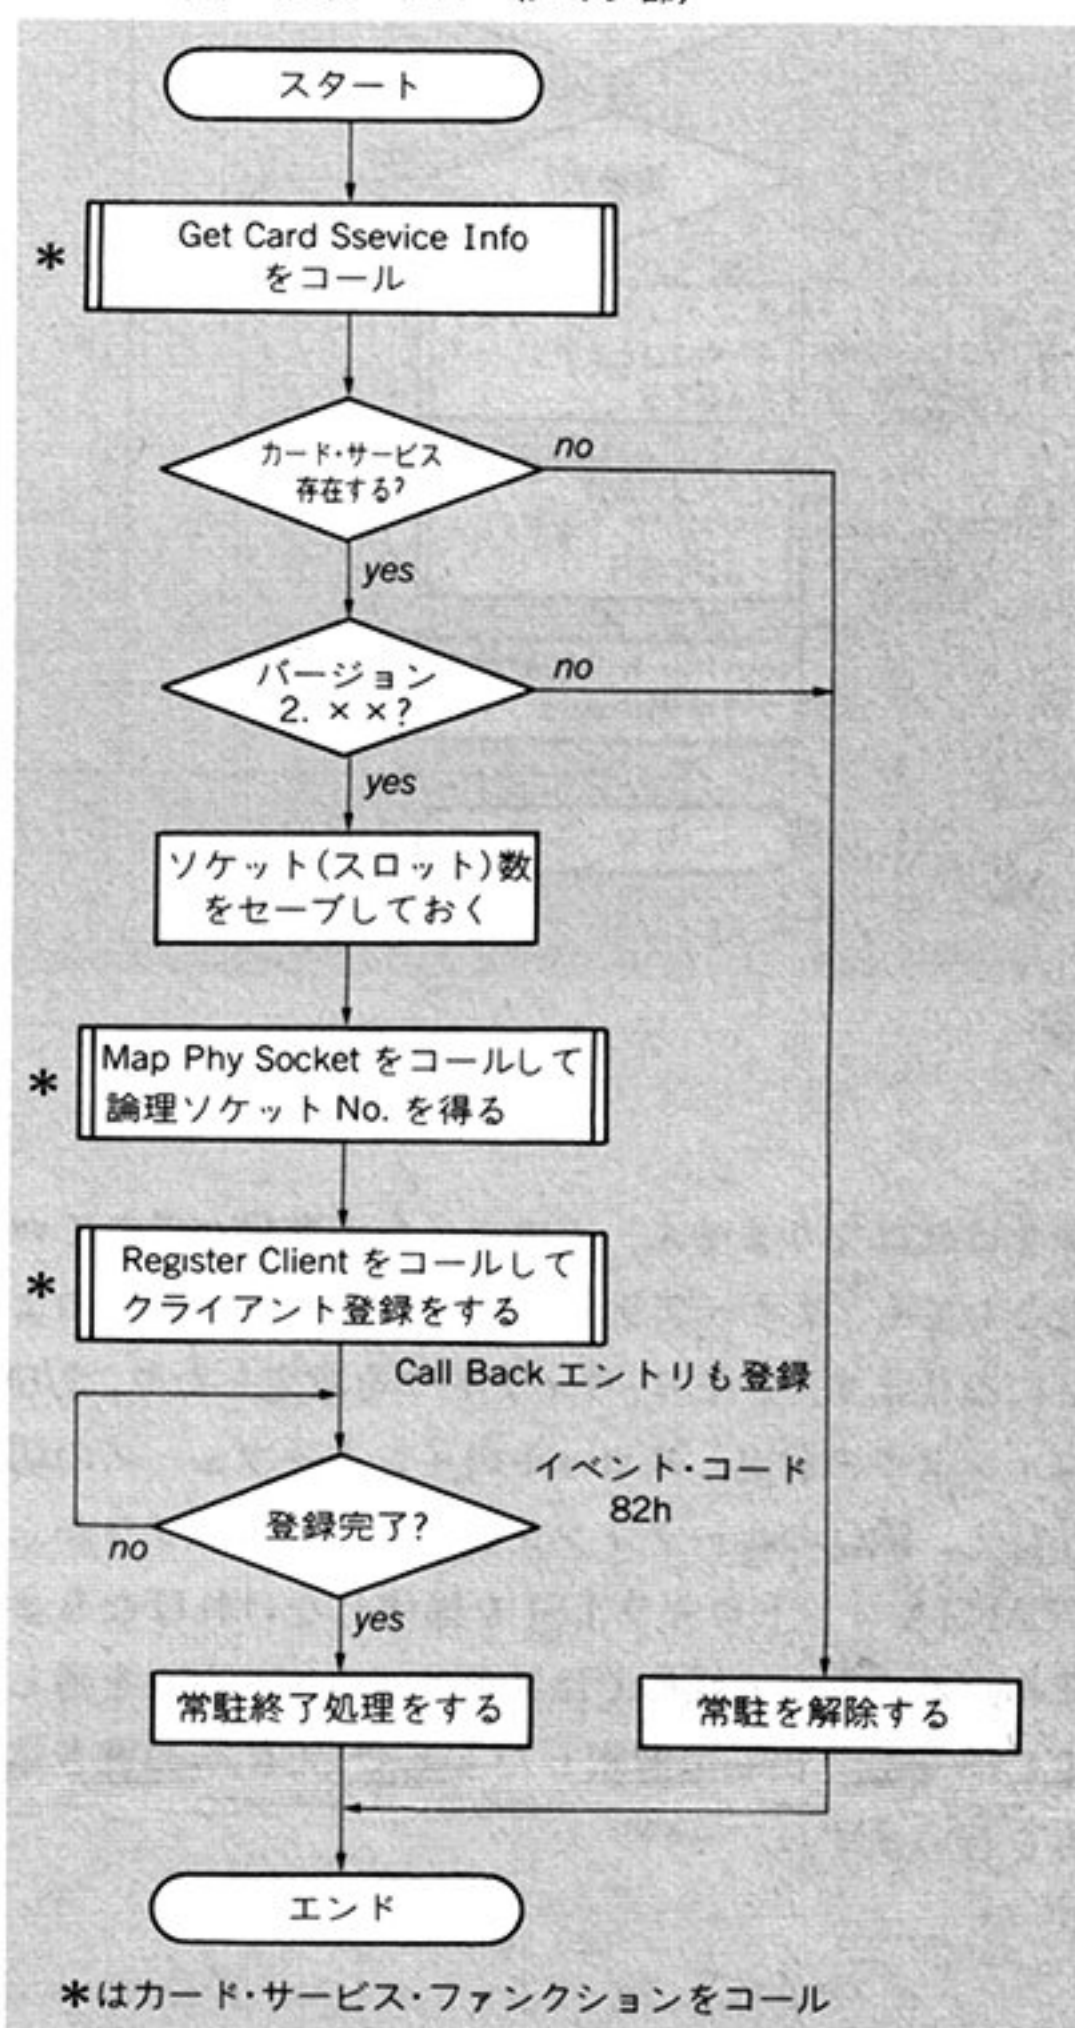 スタート
Get Card Ssevice Info
をコール
*
カード・サービス
存在する?
no
yes
バージョン
2. × ×?
no
yes
ソケット(スロット)数
をセーブしておく
Map Phy Socket をコールして
論理ソケット No. を得る
*
Register Client をコールして
クライアント登録をする
*
Call Back エントリも登録
イベント・コード
82h
登録完了?
no
yes
常駐終了処理をする
常駐を解除する
エンド
*はカード・サービス・ファンクションをコール